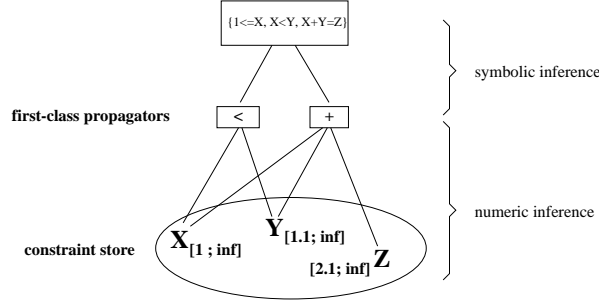 {1<=X, X<Y, X+Y=Z}
symbolic inference
first-class propagators
<
+
numeric inference
constraint store
X[1 ; inf]
Y[1.1; inf]
[2.1; inf]Z